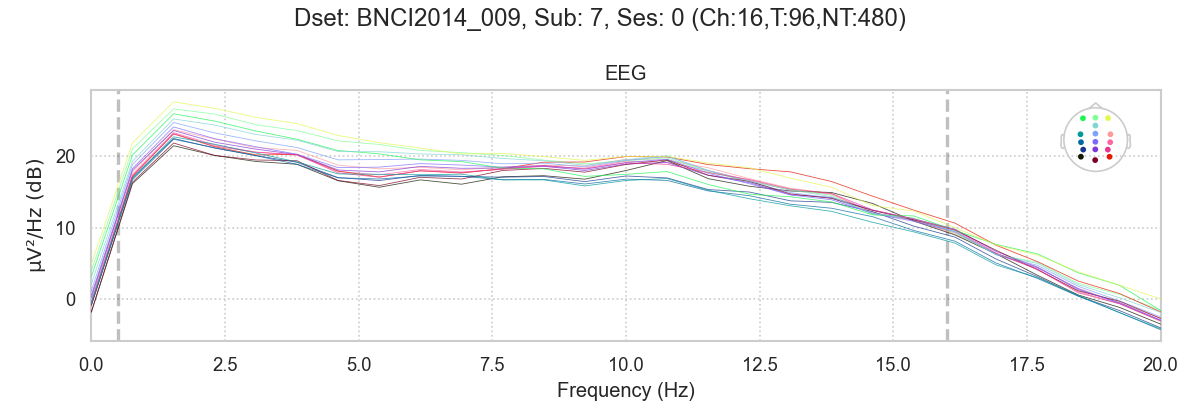 Dset: BNCI2014_009, Sub: 7, Ses: 0 (Ch:16,T:96,NT:480)
EEG
µV²/Hz (dB)
20
10
0
0.0 2.5 5.0 7.5 10.0 12.5 15.0 17.5 20.0
Frequency (Hz)